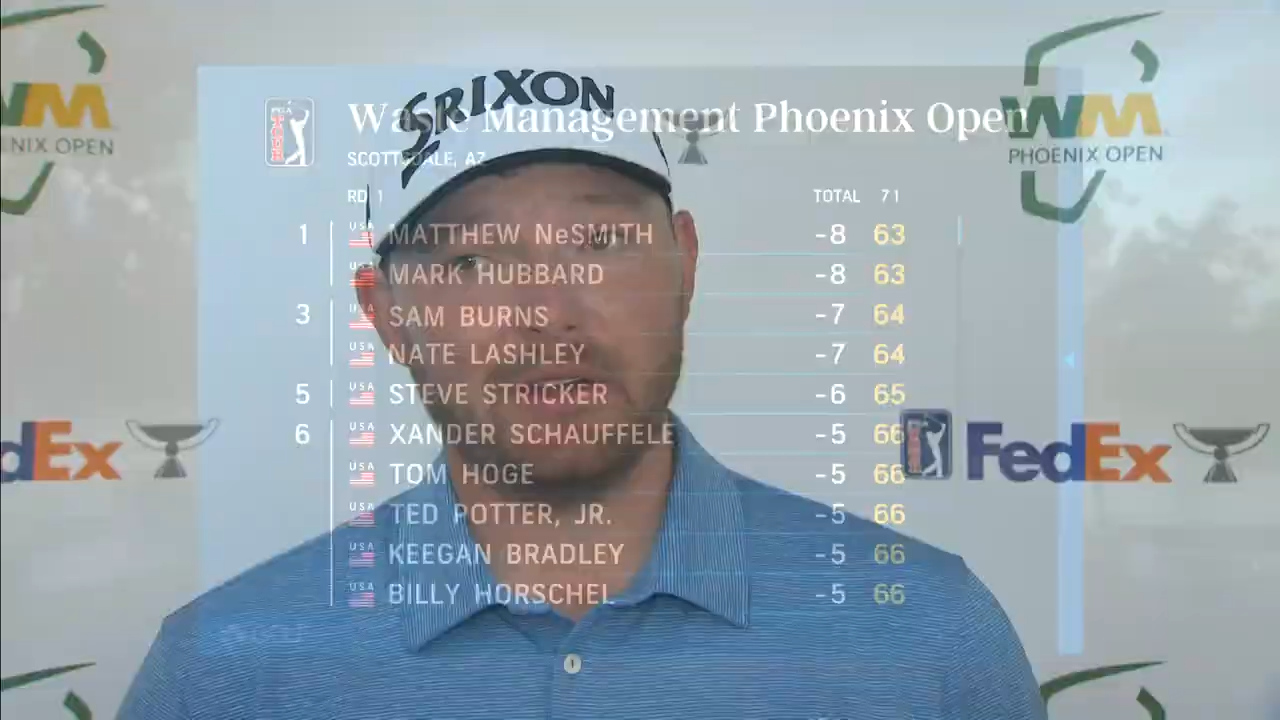 SRIXON
Waste Management Phoenix Open
SCOTTSDALE, AZ
RD 1 TOTAL 71
1 USA MATTHEW NeSMITH -8 63
USA MARK HUBBARD -8 63
3 USA SAM BURNS -7 64
USA NATE LASHLEY -7 64
5 USA STEVE STRICKER -6 65
6 USA XANDER SCHAUFFELE -5 66
USA TOM HOGE -5 66
USA TED POTTER, JR. -5 66
USA KEEGAN BRADLEY -5 66
USA BILLY HORSCHEL -5 66
WM
ENIX OPEN
WM
PHOENIX OPEN
dEx
FedEx